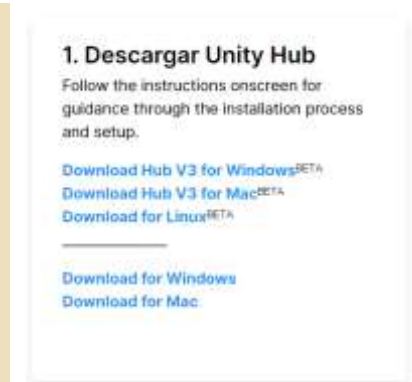 1. Descargar Unity Hub
Follow the instructions onscreen for
guidance through the installation process
and setup.
Download Hub V3 for WindowsBETA
Download Hub V3 for MacBETA
Download for LinuxBETA
Download for Windows
Download for Mac